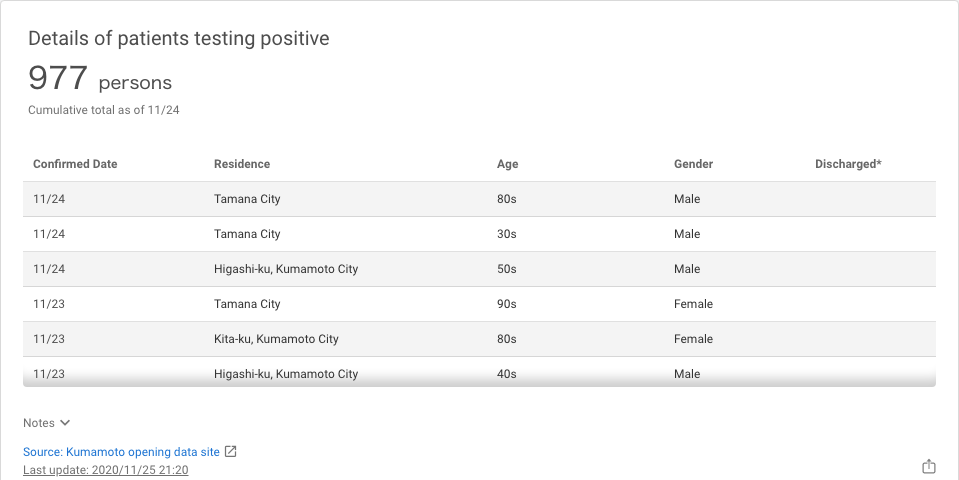 Details of patients testing positive
977 persons
Cumulative total as of 11/24
Confirmed Date Residence Age Gender Discharged*
11/24 Tamana City 80s Male
11/24 Tamana City 30s Male
11/24 Higashi-ku, Kumamoto City 50s Male
11/23 Tamana City 90s Female
11/23 Kita-ku, Kumamoto City 80s Female
11/23 Higashi-ku, Kumamoto City 40s Male
Notes
Source: Kumamoto opening data site
Last update: 2020/11/25 21:20